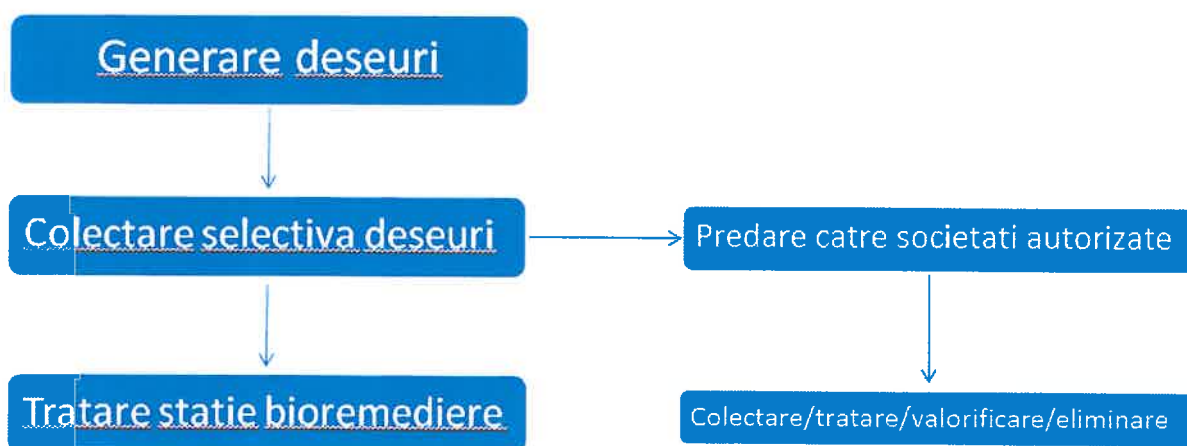 Generare deseuri
Colectare selectiva deseuri
Predare catre societati autorizate
Tratare statie bioremediere
Colectare/tratare/valorificare/eliminare